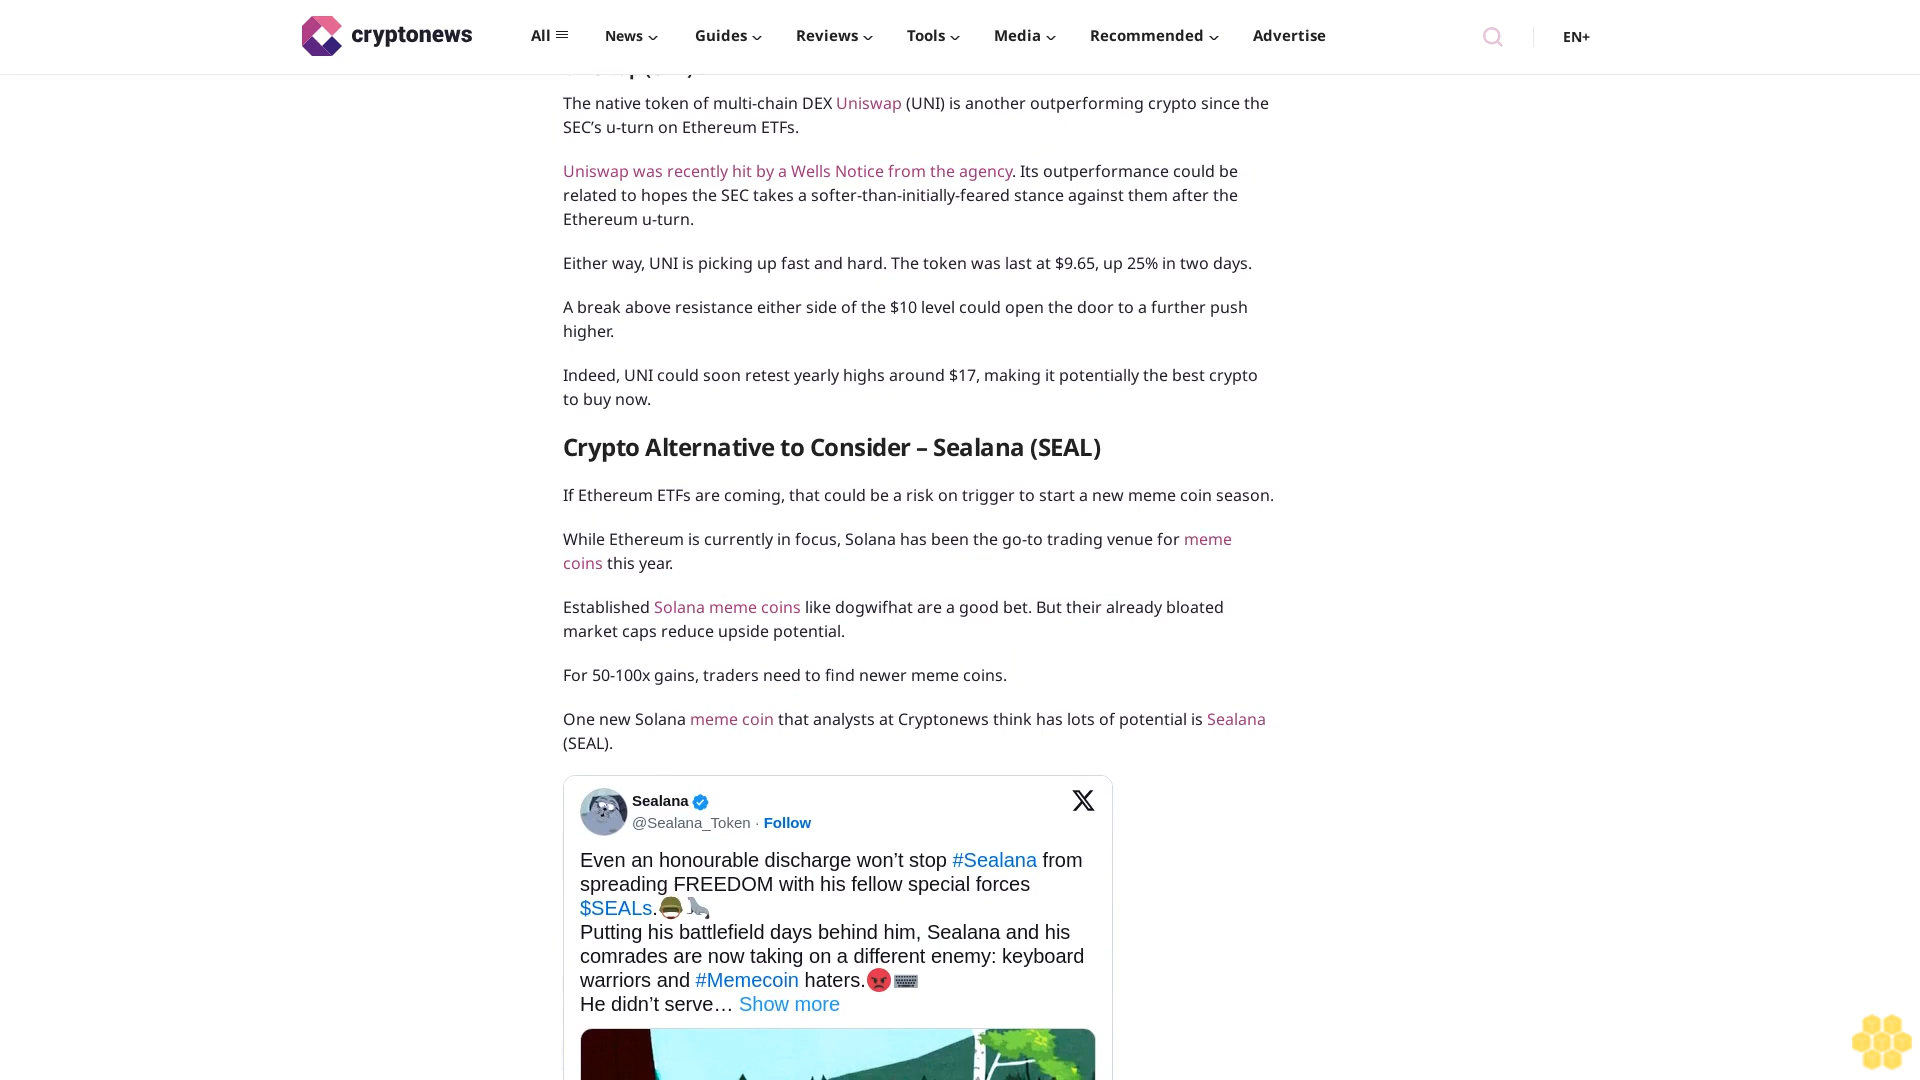 cryptonews
All
News
Guides
Reviews
Tools
Media
Recommended
Advertise
EN+
The native token of multi-chain DEX Uniswap (UNI) is another outperforming crypto since the
SEC’s u-turn on Ethereum ETFs.
Uniswap was recently hit by a Wells Notice from the agency. Its outperformance could be
related to hopes the SEC takes a softer-than-initially-feared stance against them after the
Ethereum u-turn.
Either way, UNI is picking up fast and hard. The token was last at $9.65, up 25% in two days.
A break above resistance either side of the $10 level could open the door to a further push
higher.
Indeed, UNI could soon retest yearly highs around $17, making it potentially the best crypto
to buy now.
Crypto Alternative to Consider – Sealana (SEAL)
If Ethereum ETFs are coming, that could be a risk on trigger to start a new meme coin season.
While Ethereum is currently in focus, Solana has been the go-to trading venue for meme
coins this year.
Established Solana meme coins like dogwifhat are a good bet. But their already bloated
market caps reduce upside potential.
For 50-100x gains, traders need to find newer meme coins.
One new Solana meme coin that analysts at Cryptonews think has lots of potential is Sealana
(SEAL).
Sealana
@Sealana_Token · Follow
Even an honourable discharge won’t stop #Sealana from
spreading FREEDOM with his fellow special forces
$SEALs.
Putting his battlefield days behind him, Sealana and his
comrades are now taking on a different enemy: keyboard
warriors and #Memecoin haters.
He didn’t serve… Show more